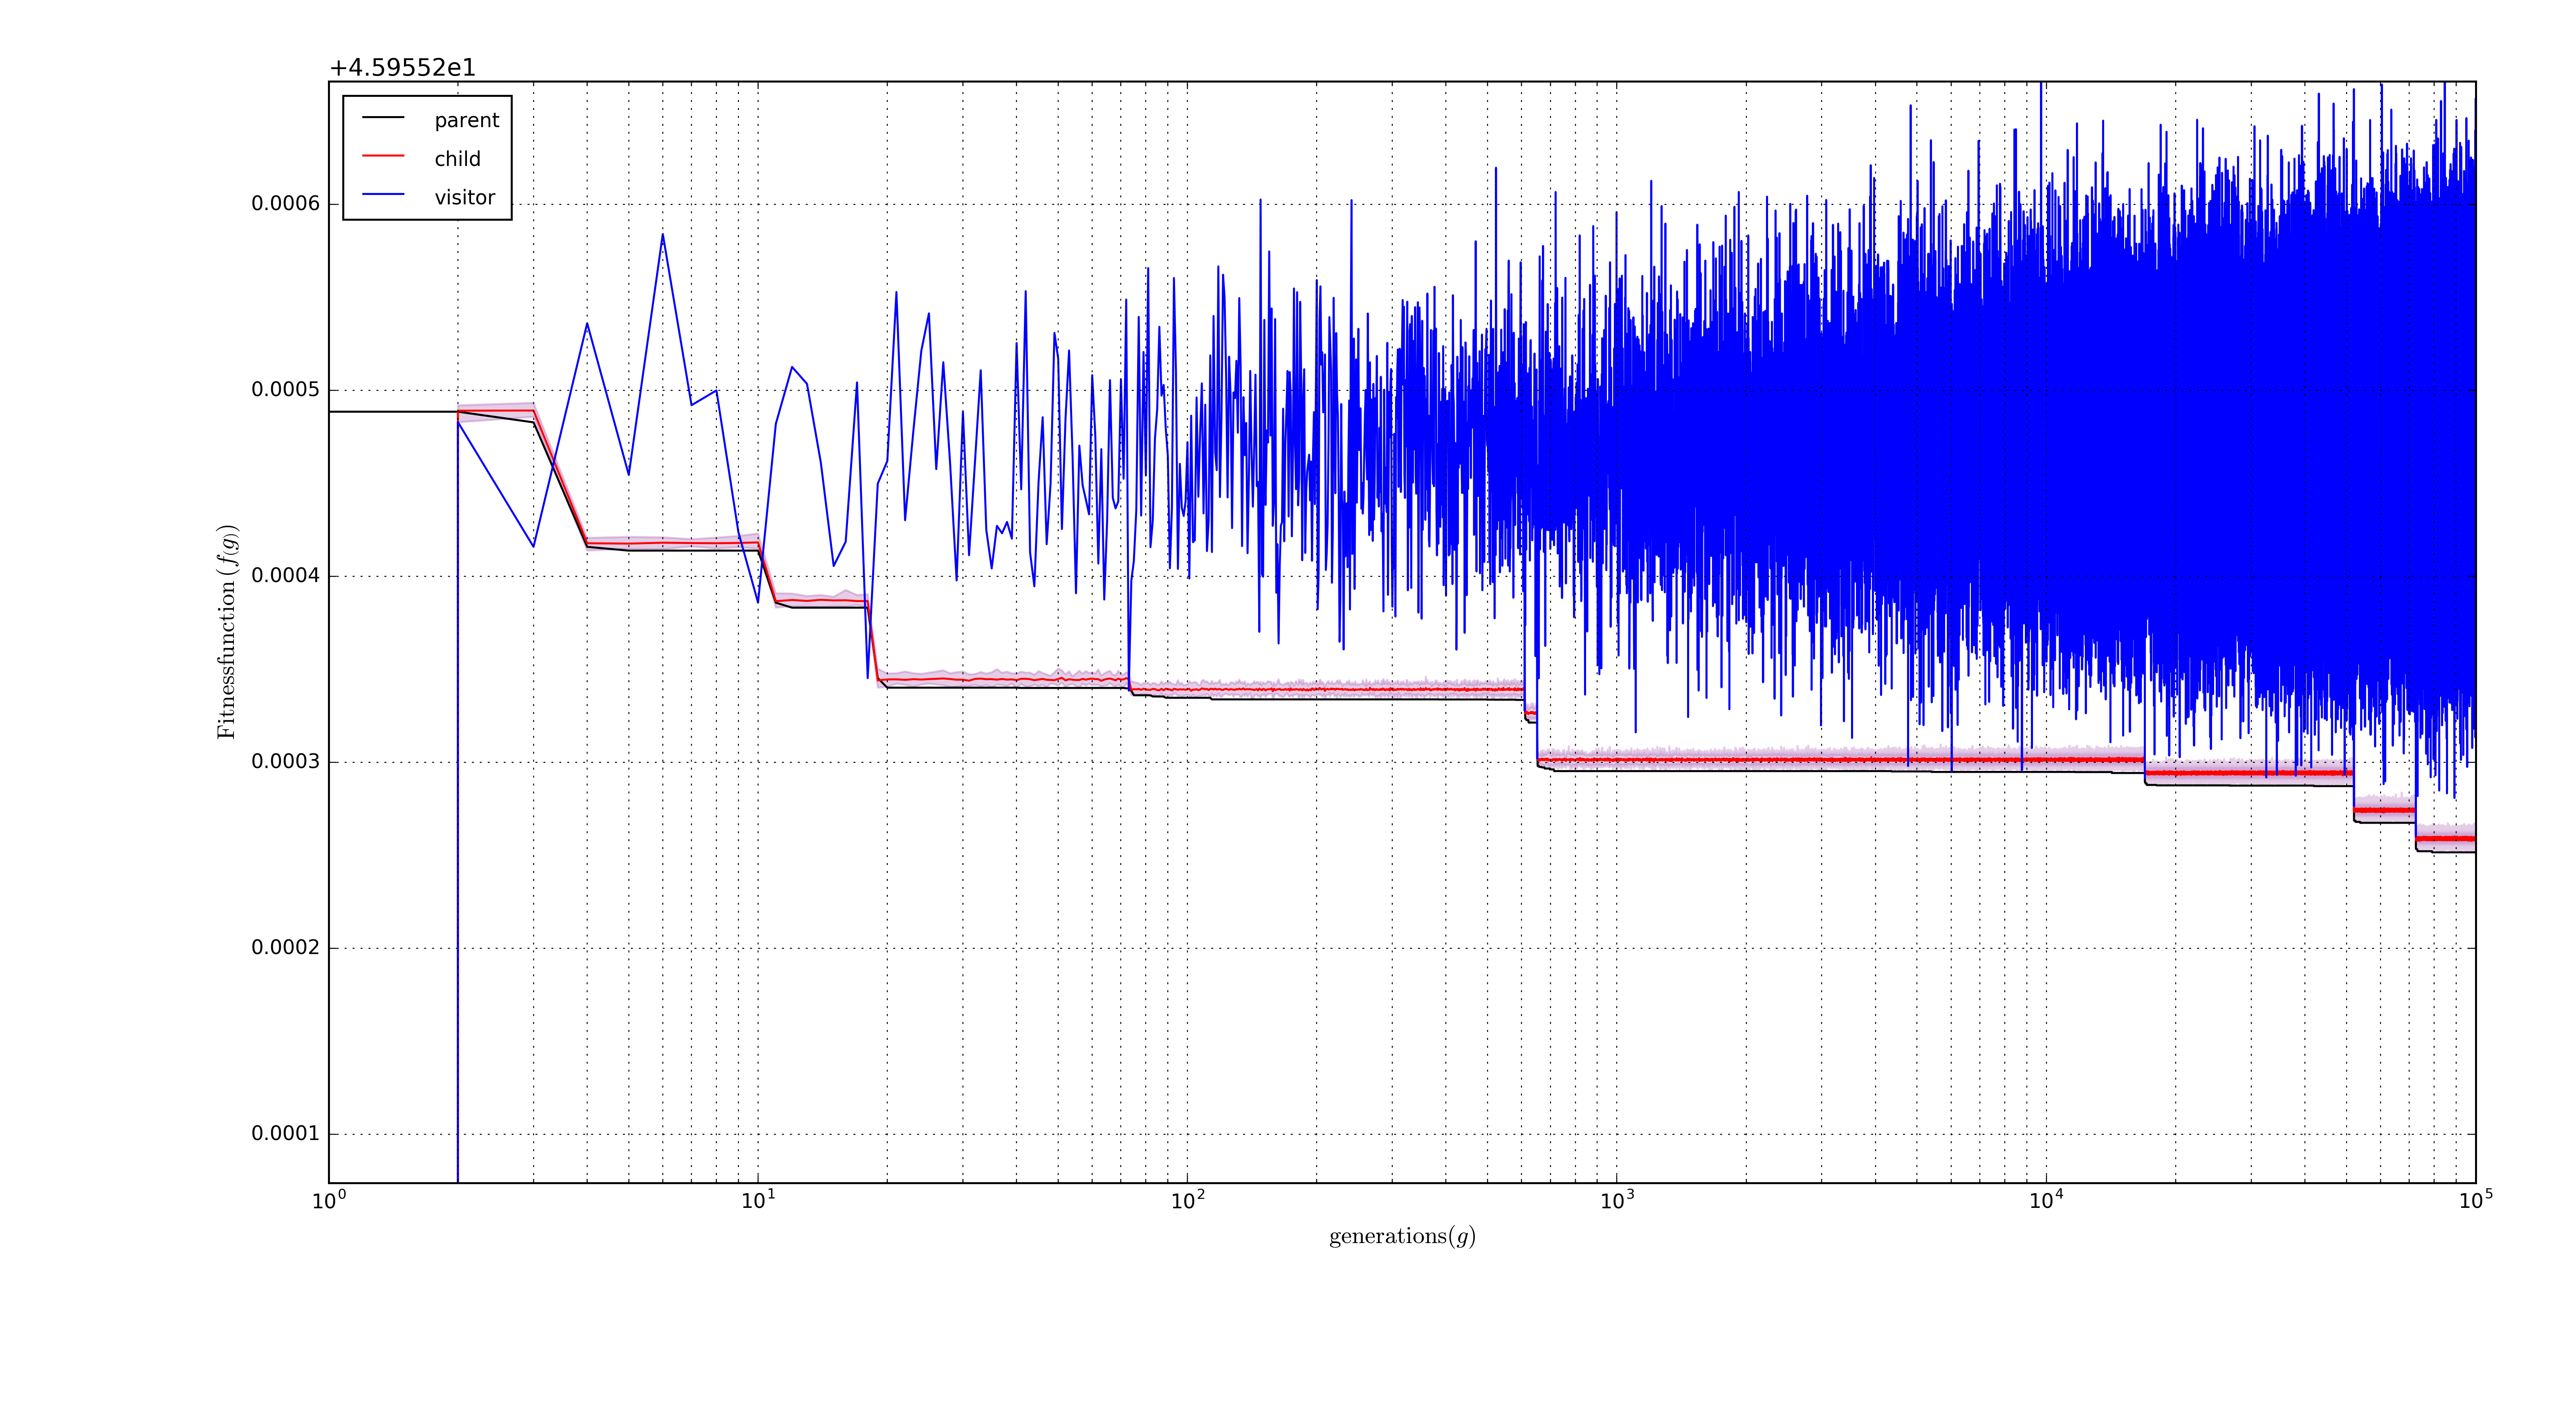 +4.59552e1
parent
child
visitor
0.0006
0.0005
0.0004
0.0003
0.0002
0.0001
Fitnessfunction (f(g))
10^0 10^1 10^2 10^3 10^4 10^5
generations(g)